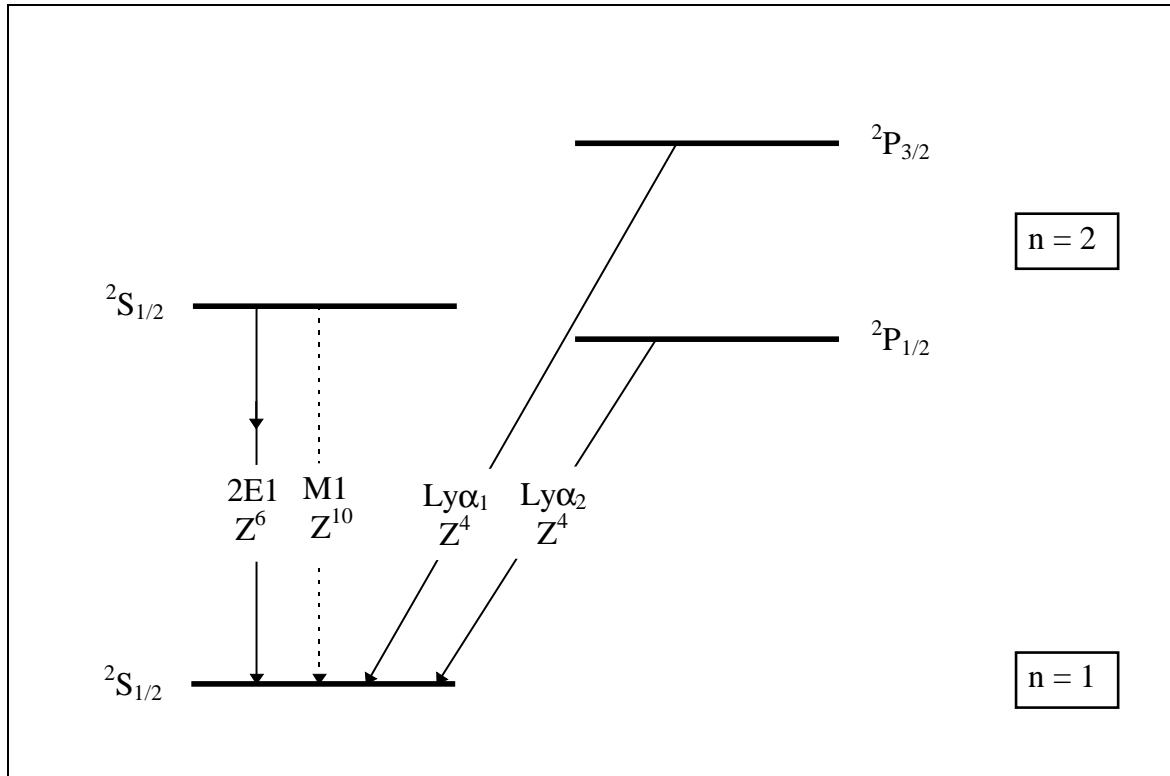 ²P₃/₂
n = 2
²S₁/₂
²P₁/₂
2E1 M1 Lyα₁ Lyα₂
Z⁶ Z¹⁰ Z⁴ Z⁴
²S₁/₂
n = 1